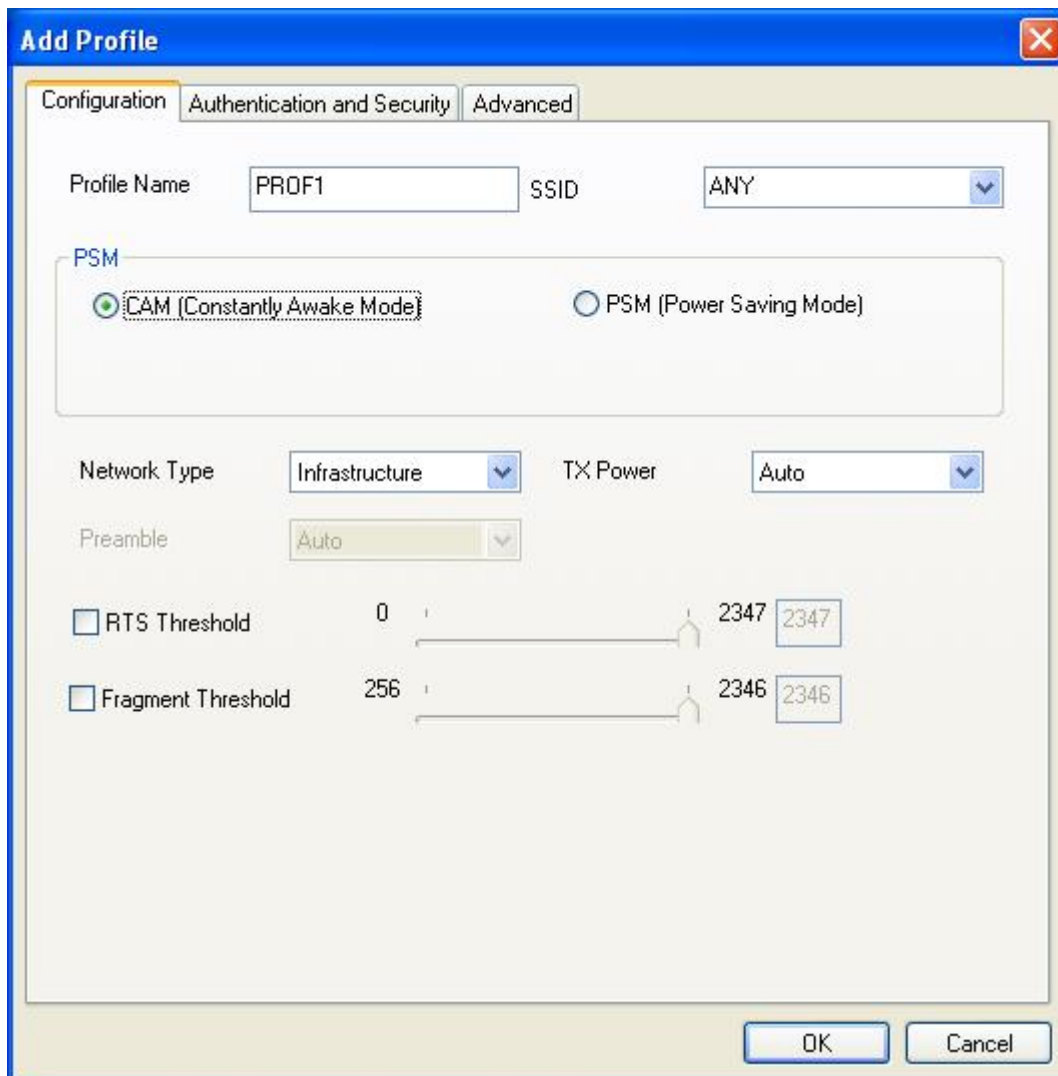 Add Profile
Configuration Authentication and Security Advanced
Profile Name PROF1 SSID ANY
PSM
CAM (Constantly Awake Mode) PSM (Power Saving Mode)
Network Type Infrastructure TX Power Auto
Preamble Auto
RTS Threshold 0 2347 2347
Fragment Threshold 256 2346 2346
OK Cancel